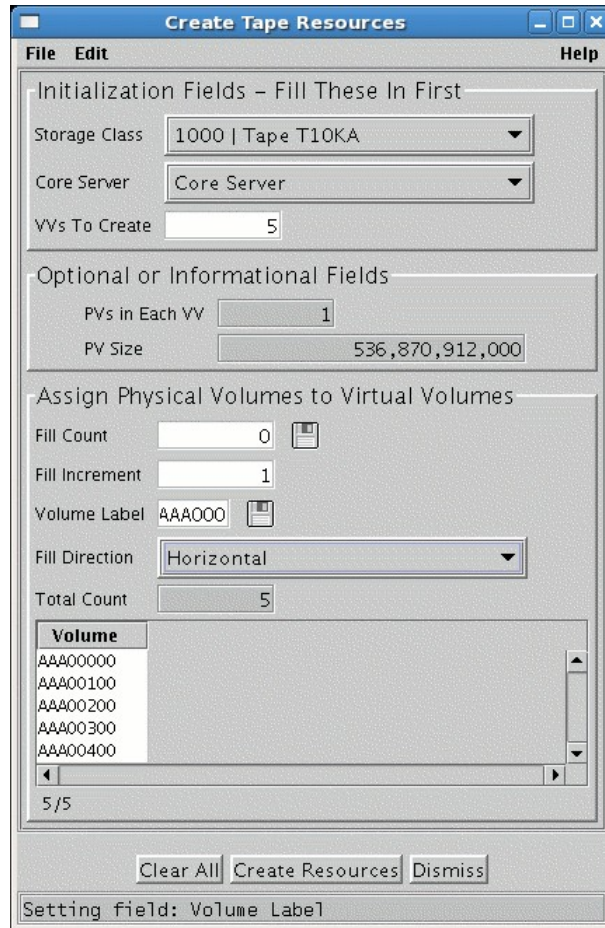 Create Tape Resources
File Edit Help
Initialization Fields – Fill These In First
Storage Class 1000 | Tape T10KA
Core Server Core Server
VVs To Create 5
Optional or Informational Fields
PVs in Each VV 1
PV Size 536,870,912,000
Assign Physical Volumes to Virtual Volumes
Fill Count 0
Fill Increment 1
Volume Label AAA000
Fill Direction Horizontal
Total Count 5
Volume
AAA00000
AAA00100
AAA00200
AAA00300
AAA00400
5/5
Clear All Create Resources Dismiss
Setting field: Volume Label